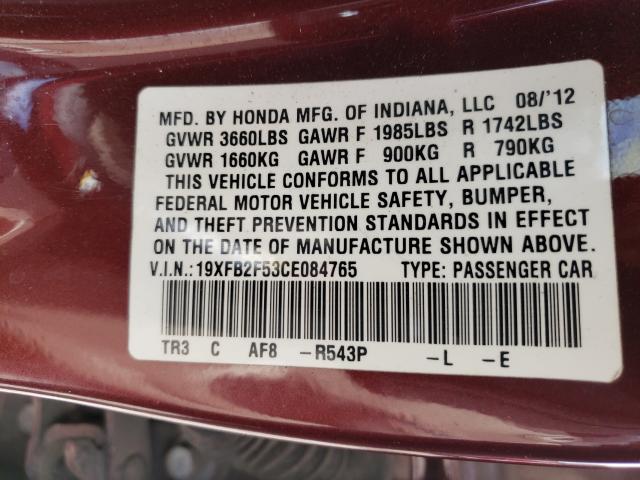 MFD. BY HONDA MFG. OF INDIANA, LLC 08/'12
GVWR 3660LBS GAWR F 1985LBS R 1742LBS
GVWR 1660KG GAWR F 900KG R 790KG
THIS VEHICLE CONFORMS TO ALL APPLICABLE
FEDERAL MOTOR VEHICLE SAFETY, BUMPER,
AND THEFT PREVENTION STANDARDS IN EFFECT
ON THE DATE OF MANUFACTURE SHOWN ABOVE.
V.I.N.:19XFB2F53CE084765 TYPE: PASSENGER CAR
TR3 C AF8 -R543P -L -E